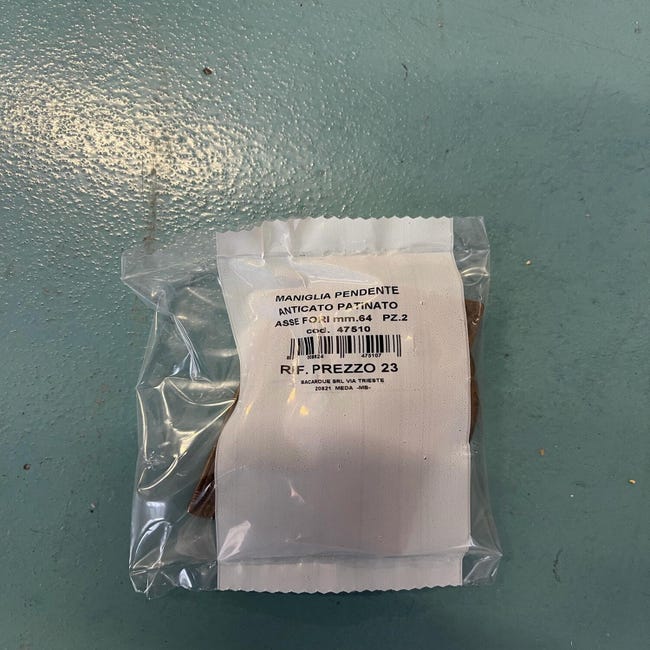 MANIGLIA PENDENTE
ANTICATO PATINATO
ASSE FORI mm.64 PZ.2
cod. 47510
475107
RIF. PREZZO 23
BACARDUE SRL VIA TRIESTE
20821 MEDA -MB-